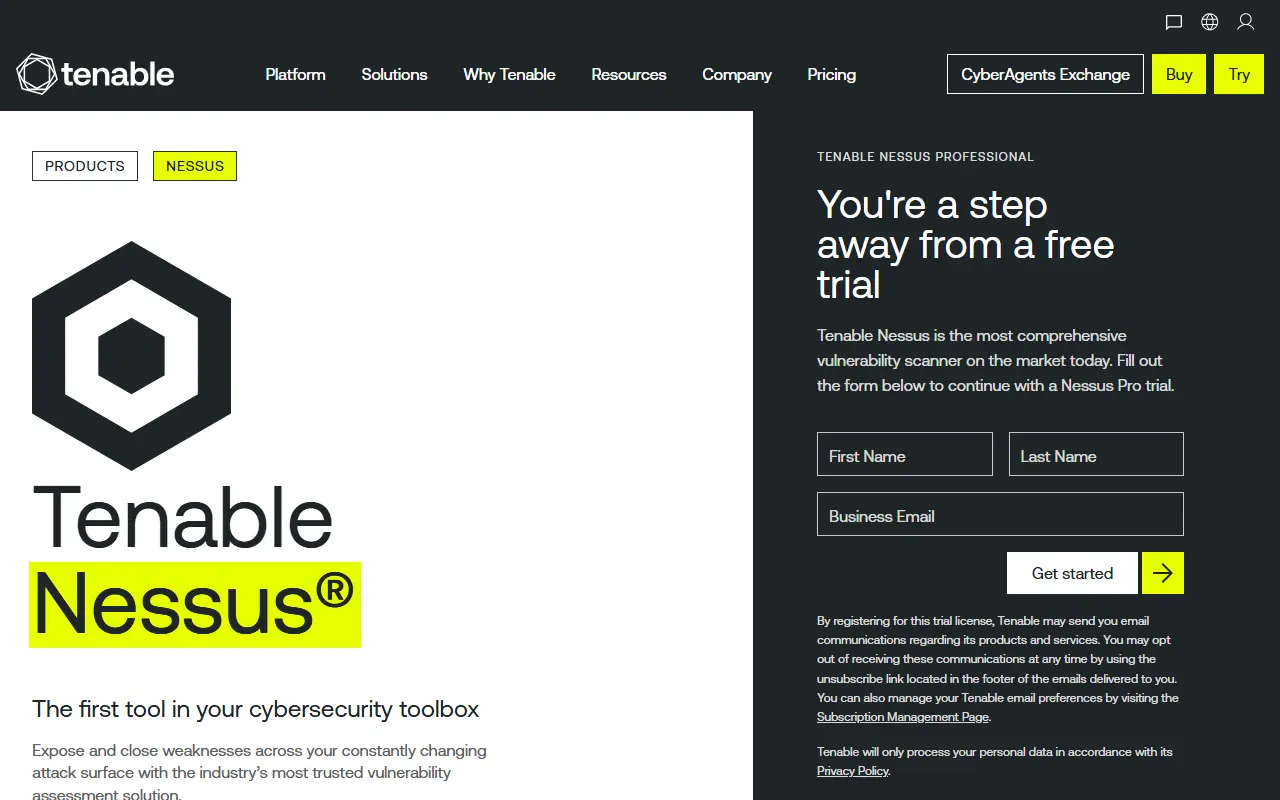 tenable
Platform
Solutions
Why Tenable
Resources
Company
Pricing
CyberAgents Exchange
Buy
Try
PRODUCTS
NESSUS
Tenable
Nessus®
The first tool in your cybersecurity toolbox
Expose and close weaknesses across your constantly changing
attack surface with the industry's most trusted vulnerability
assessment solution.
TENABLE NESSUS PROFESSIONAL
You're a step
away from a free
trial
Tenable Nessus is the most comprehensive
vulnerability scanner on the market today. Fill out
the form below to continue with a Nessus Pro trial.
First Name
Last Name
Business Email
Get started
By registering for this trial license, Tenable may send you email
communications regarding its products and services. You may opt
out of receiving these communications at any time by using the
unsubscribe link located in the footer of the emails delivered to you.
You can also manage your Tenable email preferences by visiting the
Subscription Management Page.
Tenable will only process your personal data in accordance with its
Privacy Policy.